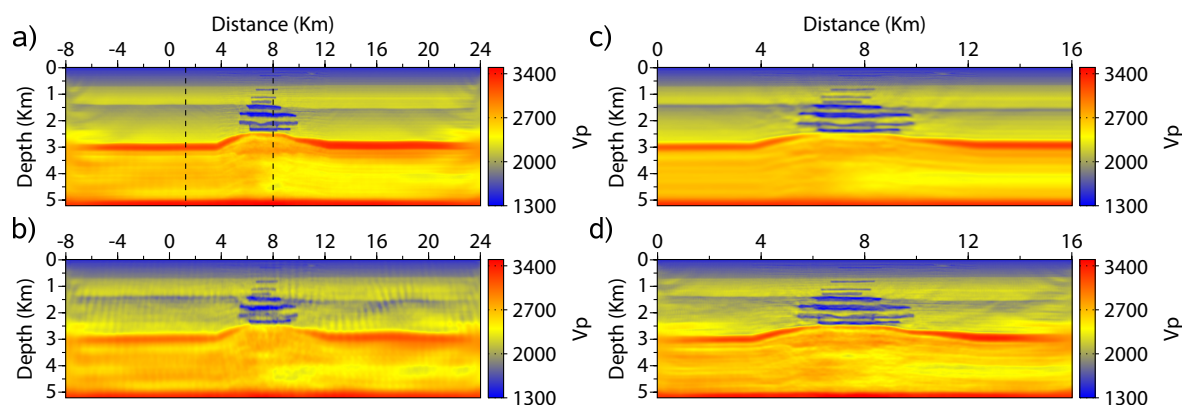 Distance (Km)
a) -8 -4 0 4 8 12 16 20 24
0
1
2
3
4
5
Depth (Km)
3400
2700
2000
1300
Vp
Distance (Km)
c) 0 4 8 12 16
0
1
2
3
4
5
Depth (Km)
3400
2700
2000
1300
Vp
b) -8 -4 0 4 8 12 16 20 24
0
1
2
3
4
5
Depth (Km)
3400
2700
2000
1300
Vp
d) 0 4 8 12 16
0
1
2
3
4
5
Depth (Km)
3400
2700
2000
1300
Vp